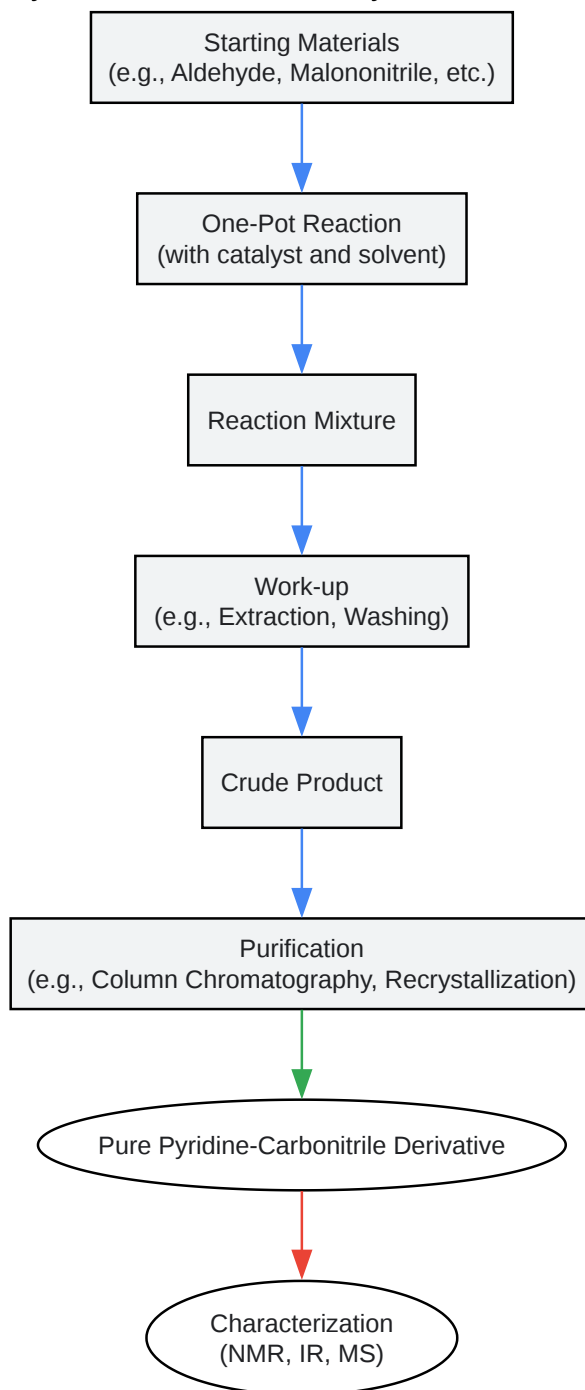 Starting Materials
(e.g., Aldehyde, Malononitrile, etc.)
One-Pot Reaction
(with catalyst and solvent)
Reaction Mixture
Work-up
(e.g., Extraction, Washing)
Crude Product
Purification
(e.g., Column Chromatography, Recrystallization)
Pure Pyridine-Carbonitrile Derivative
Characterization
(NMR, IR, MS)